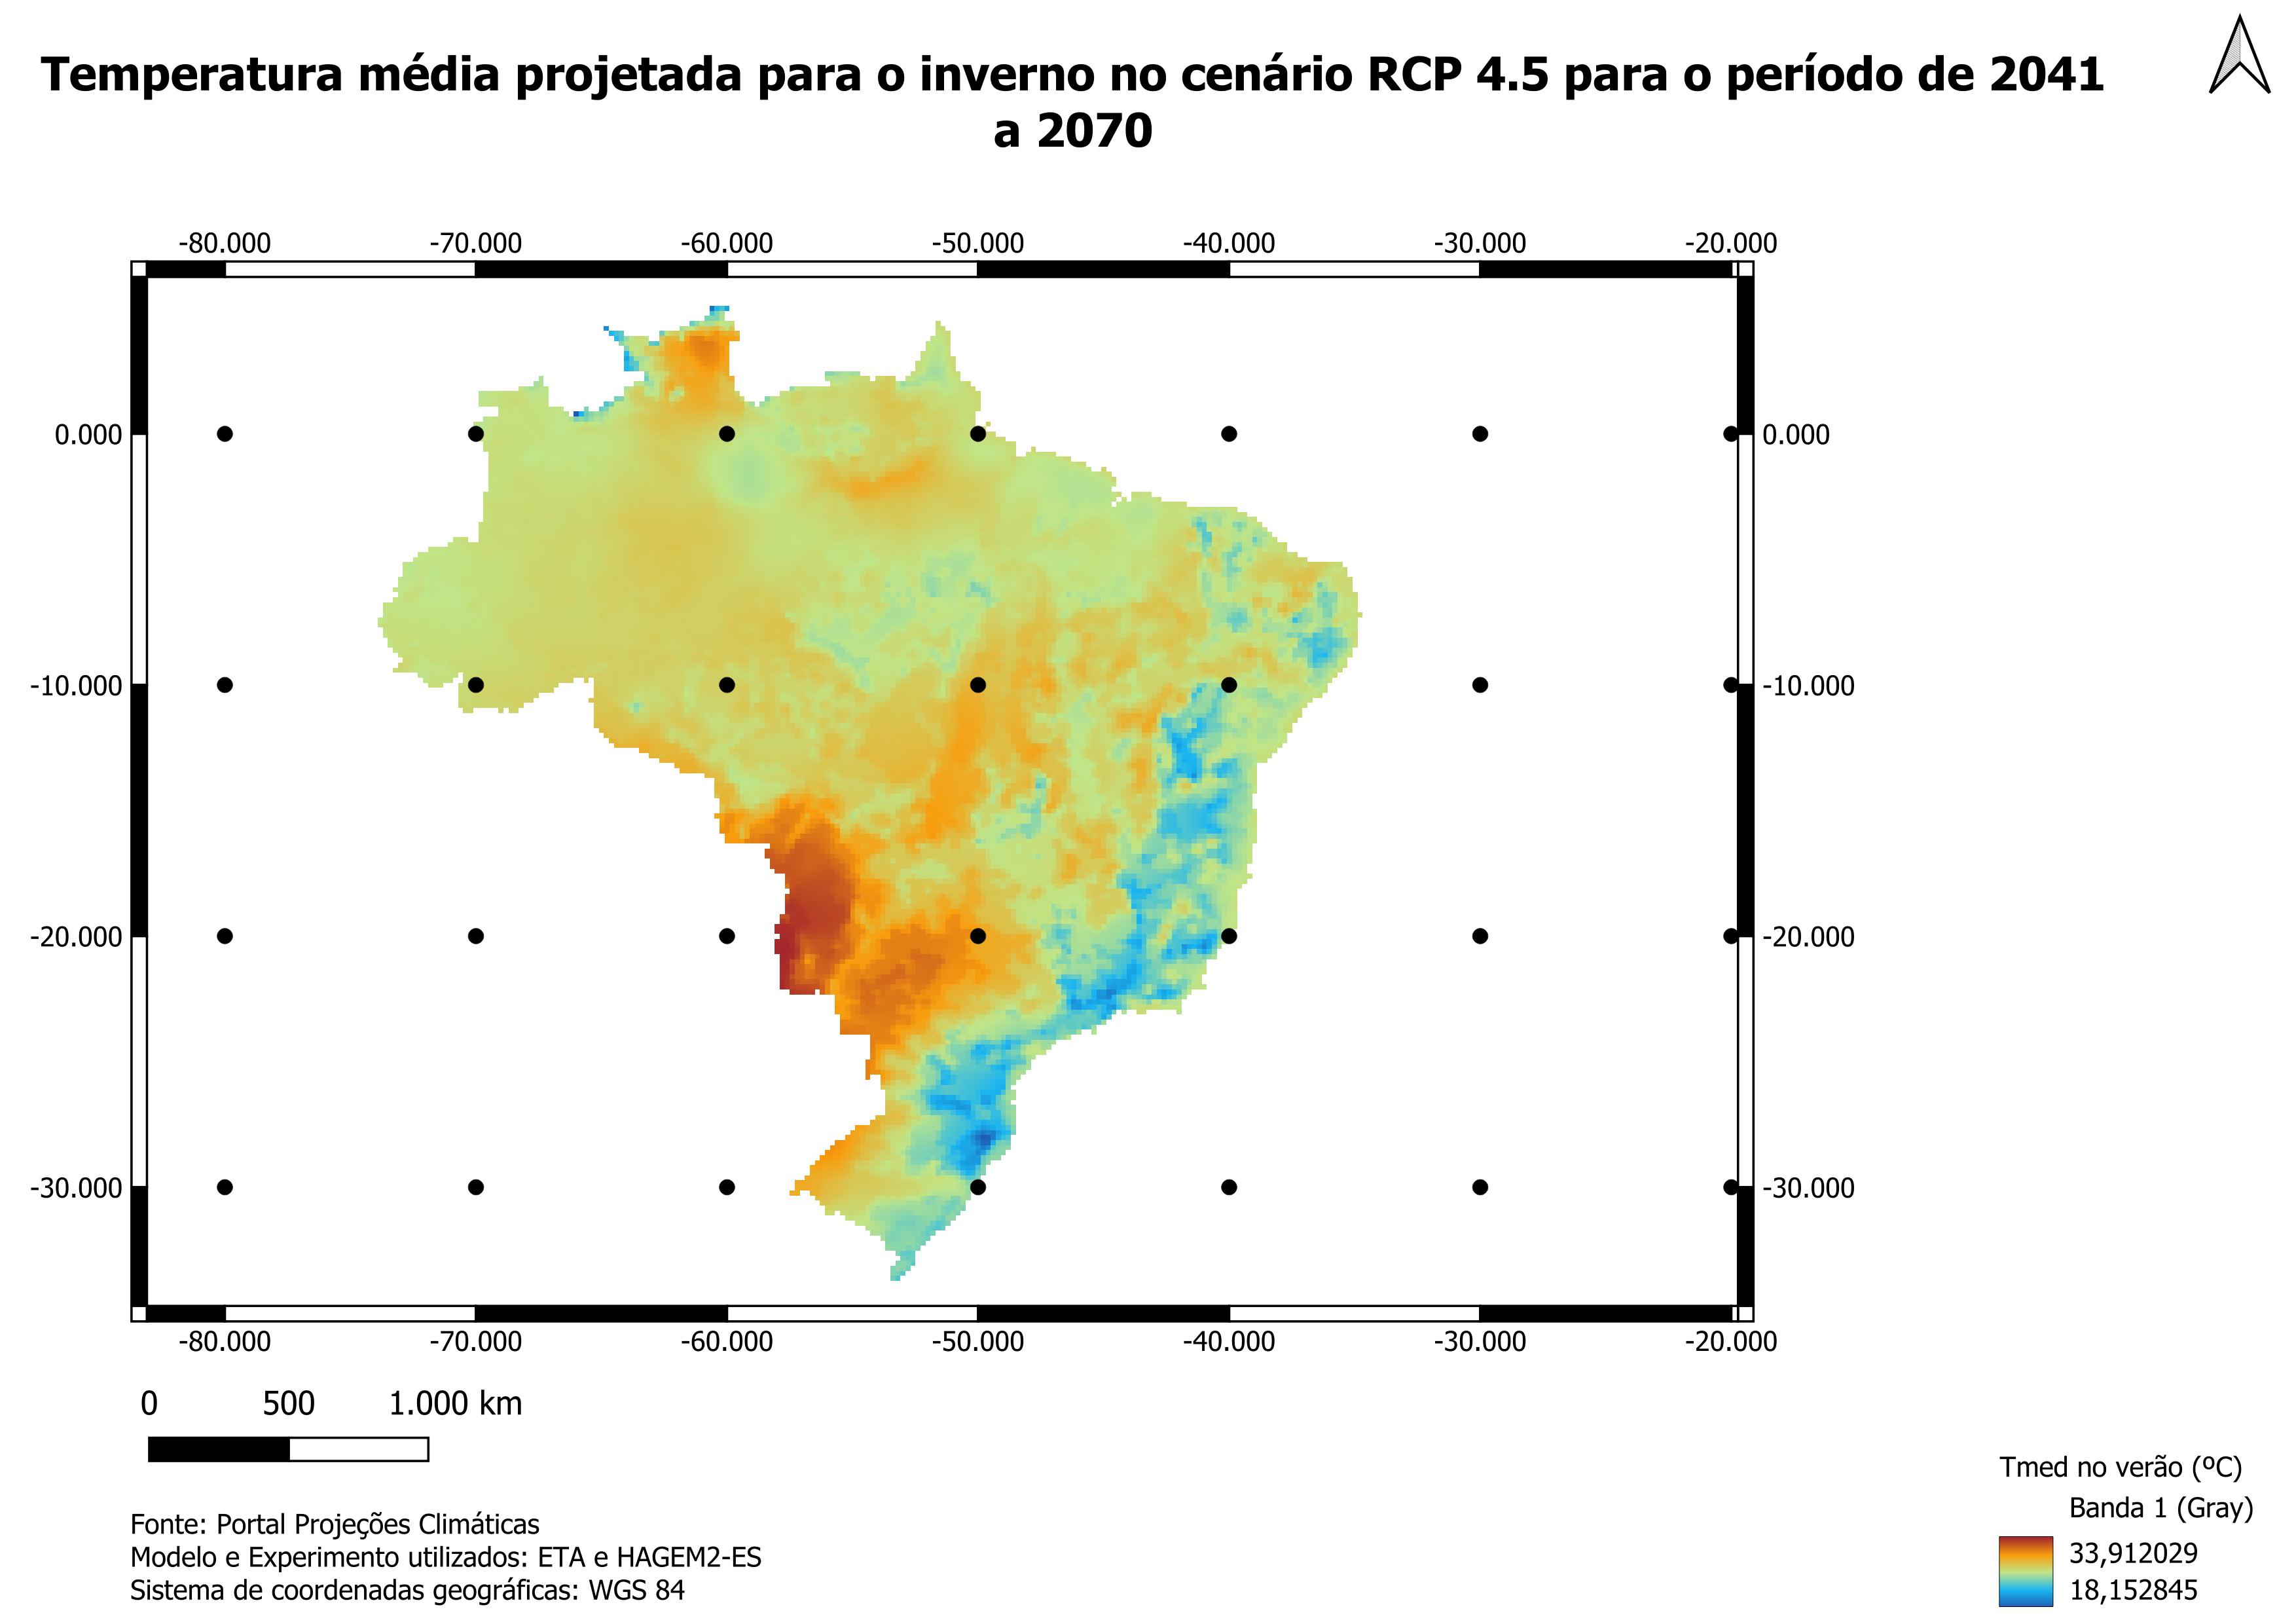 Temperatura média projetada para o inverno no cenário RCP 4.5 para o período de 2041
a 2070
-80.000 -70.000 -60.000 -50.000 -40.000 -30.000 -20.000
0.000 0.000
-10.000 -10.000
-20.000 -20.000
-30.000 -30.000
-80.000 -70.000 -60.000 -50.000 -40.000 -30.000 -20.000
0 500 1.000 km
Fonte: Portal Projeções Climáticas
Modelo e Experimento utilizados: ETA e HAGEM2-ES
Sistema de coordenadas geográficas: WGS 84
Tmed no verão (ºC)
Banda 1 (Gray)
33,912029
18,152845